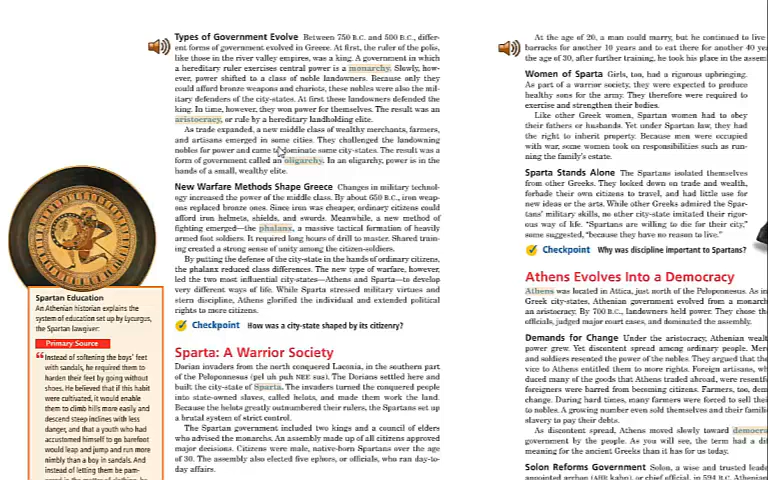 Types of Government Evolve Between 750 B.C. and 500 B.C., differ-
ent forms of government evolved in Greece. At first, the ruler of the polis,
like those in the river valley empires, was a king. A government in which
a hereditary ruler exercises central power is a monarchy. Slowly, how-
ever, power shifted to a class of noble landowners. Because only they
could afford bronze weapons and chariots, these nobles were also the mil-
itary defenders of the city-states. At first these landowners defended the
king. In time, however, they won power for themselves. The result was an
aristocracy, or rule by a hereditary landholding elite.
As trade expanded, a new middle class of wealthy merchants, farmers,
and artisans emerged in some cities. They challenged the landowning
nobles for power and came to dominate some city-states. The result was a
form of government called an oligarchy. In an oligarchy, power is in the
hands of a small, wealthy elite.
New Warfare Methods Shape Greece Changes in military technol-
ogy increased the power of the middle class. By about 650 B.C., iron weap-
ons replaced bronze ones. Since iron was cheaper, ordinary citizens could
afford iron helmets, shields, and swords. Meanwhile, a new method of
fighting emerged—the phalanx, a massive tactical formation of heavily
armed foot soldiers. It required long hours of drill to master. Shared train-
ing created a strong sense of unity among the citizen-soldiers.
By putting the defense of the city-state in the hands of ordinary citizens,
the phalanx reduced class differences. The new type of warfare, however,
led the two most influential city-states—Athens and Sparta—to develop
very different ways of life. While Sparta stressed military virtues and
stern discipline, Athens glorified the individual and extended political
rights to more citizens.
Checkpoint How was a city-state shaped by its citizenry?
Sparta: A Warrior Society
Dorian invaders from the north conquered Laconia, in the southern part
of the Peloponnesus (pel uh puh NEE sus). The Dorians settled here and
built the city-state of Sparta. The invaders turned the conquered people
into state-owned slaves, called helots, and made them work the land.
Because the helots greatly outnumbered their rulers, the Spartans set up
a brutal system of strict control.
The Spartan government included two kings and a council of elders
who advised the monarchs. An assembly made up of all citizens approved
major decisions. Citizens were male, native-born Spartans over the age
of 30. The assembly also elected five ephors, or officials, who ran day-to-
day affairs.
Spartan Education
An Athenian historian explains the
system of education set up by Lycurgus,
the Spartan lawgiver:
Primary Source
“Instead of softening the boys' feet
with sandals, he required them to
harden their feet by going without
shoes. He believed that if this habit
were cultivated, it would enable
them to climb hills more easily and
descend steep inclines with less
danger, and that a youth who had
accustomed himself to go barefoot
would leap and jump and run more
nimbly than a boy in sandals. And
instead of letting them be pam-
At the age of 20, a man could marry, but he continued to live
barracks for another 10 years and to eat there for another 40 ye
the age of 30, after further training, he took his place in the assem
Women of Sparta Girls, too, had a rigorous upbringing.
As part of a warrior society, they were expected to produce
healthy sons for the army. They therefore were required to
exercise and strengthen their bodies.
Like other Greek women, Spartan women had to obey
their fathers or husbands. Yet under Spartan law, they had
the right to inherit property. Because men were occupied
with war, some women took on responsibilities such as run-
ning the family's estate.
Sparta Stands Alone The Spartans isolated themselves
from other Greeks. They looked down on trade and wealth,
forbade their own citizens to travel, and had little use for
new ideas or the arts. While other Greeks admired the Spar-
tans' military skills, no other city-state imitated their rigor-
ous way of life. “Spartans are willing to die for their city,”
some suggested, “because they have no reason to live.”
Checkpoint Why was discipline important to Spartans?
Athens Evolves Into a Democracy
Athens was located in Attica, just north of the Peloponnesus. As in
Greek city-states, Athenian government evolved from a monarch
an aristocracy. By 700 B.C., landowners held power. They chose th
officials, judged major court cases, and dominated the assembly.
Demands for Change Under the aristocracy, Athenian wealt
power grew. Yet discontent spread among ordinary people. Mer
and soldiers resented the power of the nobles. They argued that the
vice to Athens entitled them to more rights. Foreign artisans, wh
duced many of the goods that Athens traded abroad, were resentf
foreigners were barred from becoming citizens. Farmers, too, dem
change. During hard times, many farmers were forced to sell thei
to nobles. A growing number even sold themselves and their famili
slavery to pay their debts.
As discontent spread, Athens moved slowly toward democra
government by the people. As you will see, the term had a dif
meaning for the ancient Greeks than it has for us today.
Solon Reforms Government Solon, a wise and trusted leade
appointed archon (AHR kahn), or chief official, in 594 B.C. Athenian